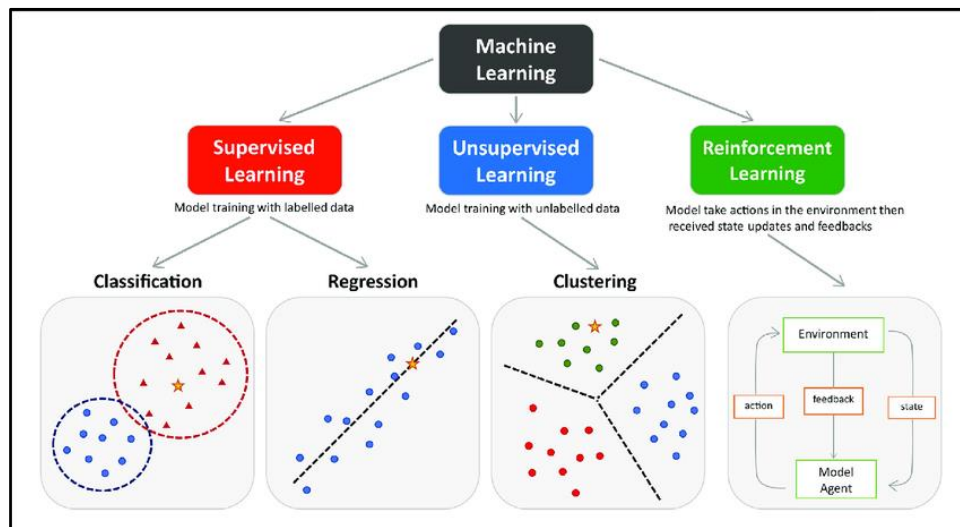 Machine
Learning
Supervised
Learning
Unsupervised
Learning
Reinforcement
Learning
Model training with labelled data
Model training with unlabelled data
Model take actions in the environment then
received state updates and feedbacks
Classification
Regression
Clustering
Environment
action
feedback
state
Model
Agent